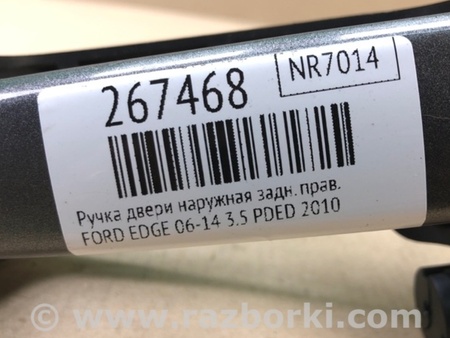 267468
NR7014
Ручка двери наружная задн. прав.
FORD EDGE 06-14 3.5 PDED 2010
© www.razborki.com